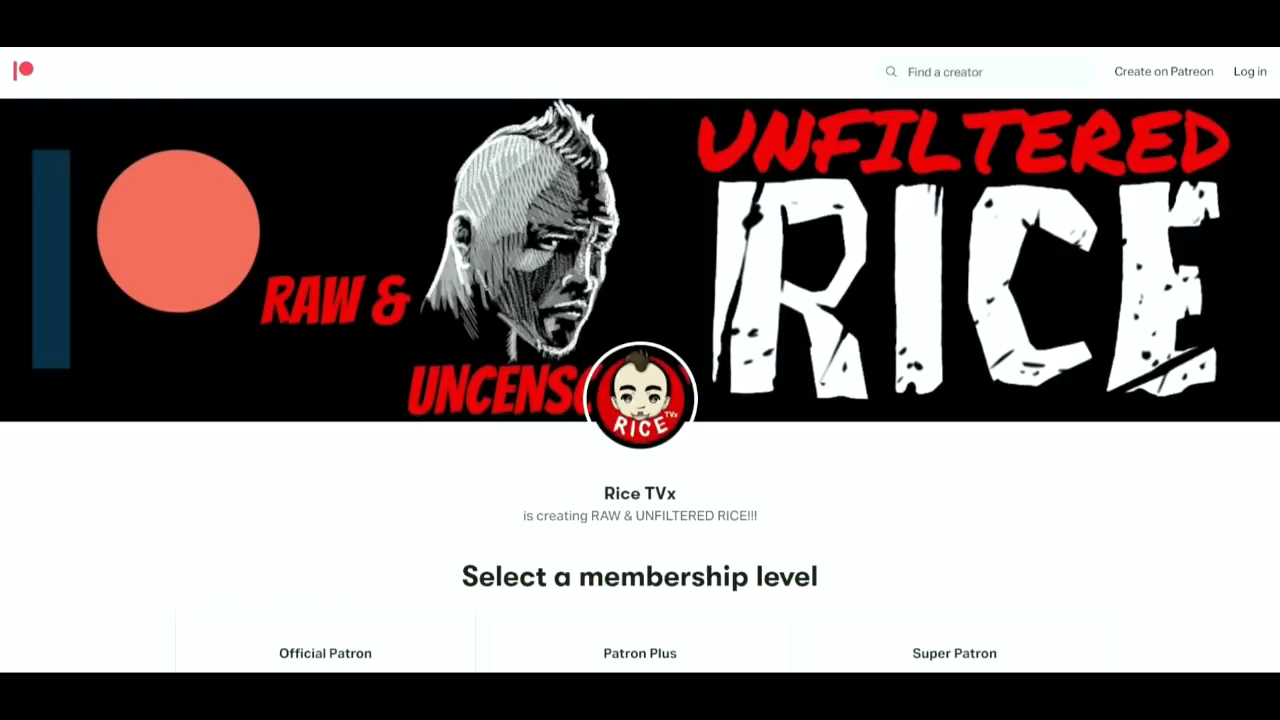 Find a creator
Create on Patreon
Log in
UNFILTERED
RICE
RAW &
UNCENSO
RICE TVx
Rice TVx
is creating RAW & UNFILTERED RICE!!!
Select a membership level
Official Patron
Patron Plus
Super Patron